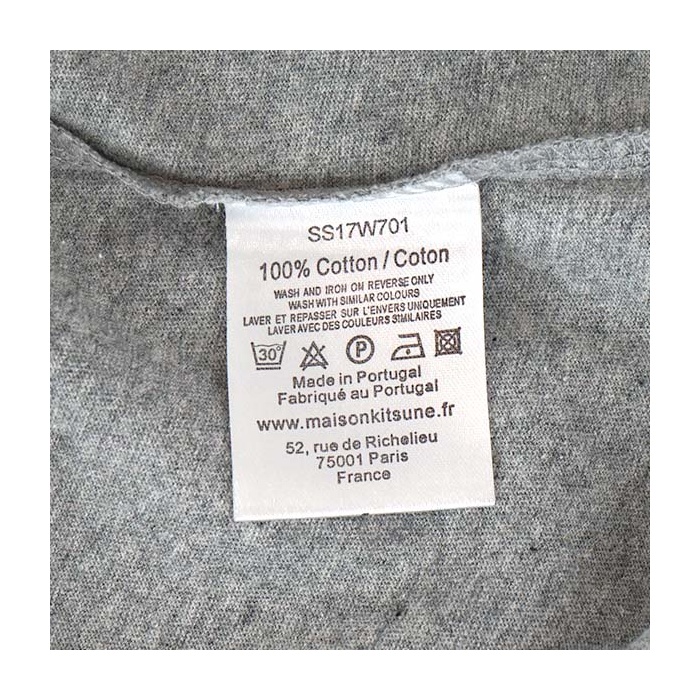 SS17W701
100% Cotton / Coton
WASH AND IRON ON REVERSE ONLY
WASH WITH SIMILAR COLOURS
LAVER ET REPASSER SUR L'ENVERS UNIQUEMENT
LAVER AVEC DES COULEURS SIMILAIRES
30° P
Made in Portugal
Fabriqué au Portugal
www.maisonkitsune.fr
52, rue de Richelieu
75001 Paris
France